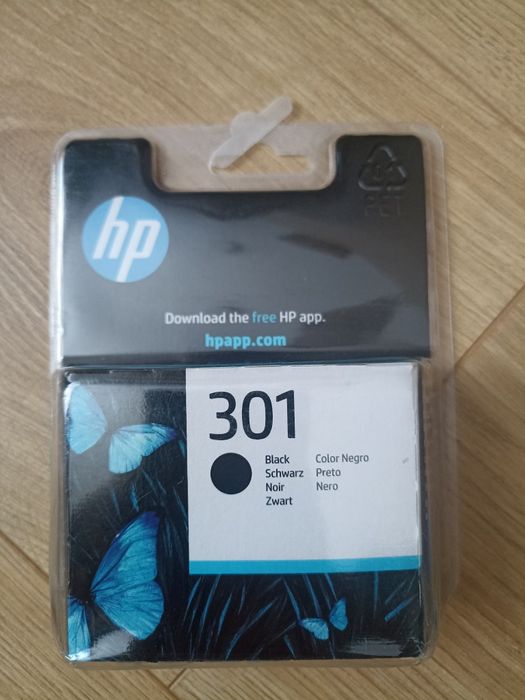 hp
PET
Download the free HP app.
hpapp.com
301
Black Color Negro
Schwarz Preto
Noir Nero
Zwart